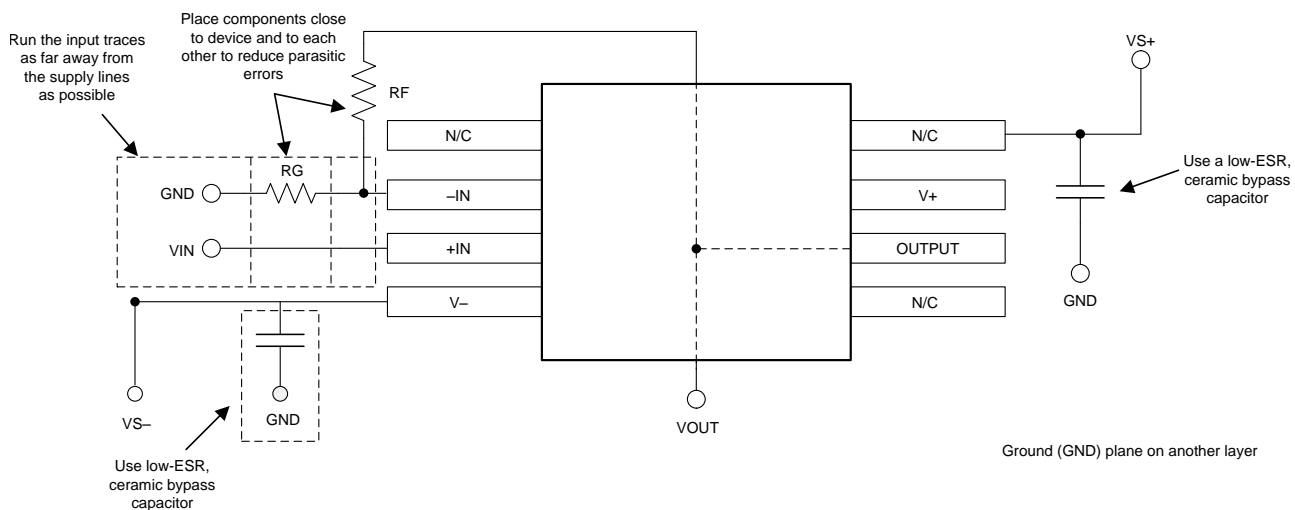 Run the input traces
as far away from
the supply lines
as possible
Place components close
to device and to each
other to reduce parasitic
errors
RF
N/C
RG
GND
–IN
VIN
+IN
V–
VS–
GND
Use low-ESR,
ceramic bypass
capacitor
VS+
N/C
V+
OUTPUT
N/C
Use a low-ESR,
ceramic bypass
capacitor
GND
VOUT
Ground (GND) plane on another layer